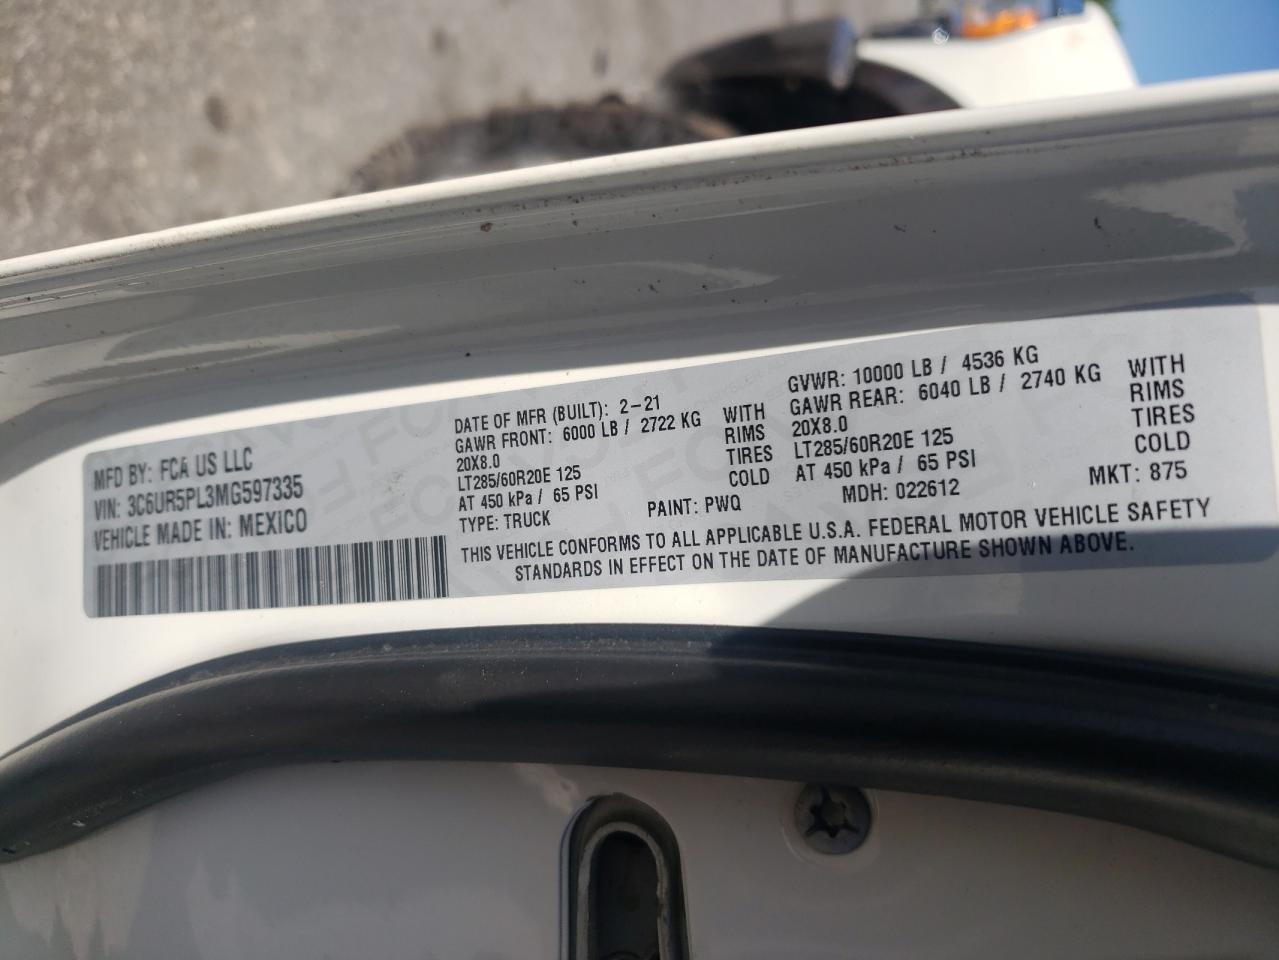 MFD BY: FCA US LLC
VIN: 3C6UR5PL3MG597335
VEHICLE MADE IN: MEXICO
DATE OF MFR (BUILT): 2-21
GAWR FRONT: 6000 LB / 2722 KG WITH
20X8.0 RIMS
LT285/60R20E 125 TIRES
AT 450 kPa / 65 PSI COLD
TYPE: TRUCK PAINT: PWQ
GVWR: 10000 LB / 4536 KG
GAWR REAR: 6040 LB / 2740 KG WITH
20X8.0 RIMS
LT285/60R20E 125 TIRES
AT 450 kPa / 65 PSI COLD
MDH: 022612 MKT: 875
THIS VEHICLE CONFORMS TO ALL APPLICABLE U.S.A. FEDERAL MOTOR VEHICLE SAFETY
STANDARDS IN EFFECT ON THE DATE OF MANUFACTURE SHOWN ABOVE.